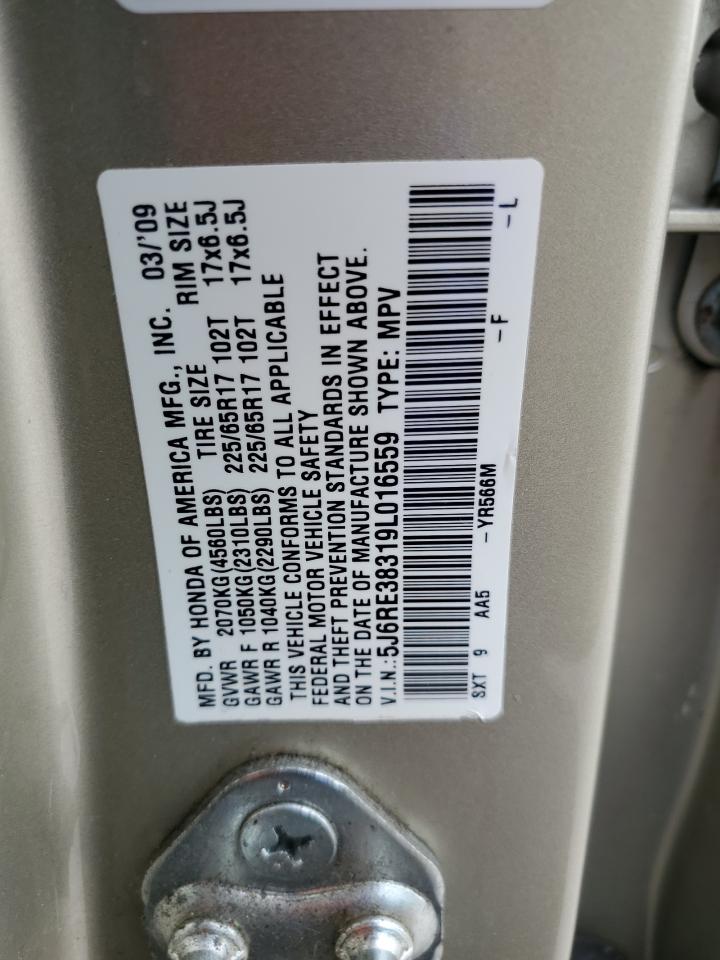 MFD. BY HONDA OF AMERICA MFG., INC. 03/'09
GVWR 2070KG(4560LBS) TIRE SIZE RIM SIZE
GAWR F 1050KG(2310LBS) 225/65R17 102T 17x6.5J
GAWR R 1040KG(2290LBS) 225/65R17 102T 17x6.5J
THIS VEHICLE CONFORMS TO ALL APPLICABLE
FEDERAL MOTOR VEHICLE SAFETY
AND THEFT PREVENTION STANDARDS IN EFFECT
ON THE DATE OF MANUFACTURE SHOWN ABOVE.
V.I.N.:5J6RE38319L016559 TYPE: MPV
SXT 9 AA5 -YR566M -F -L